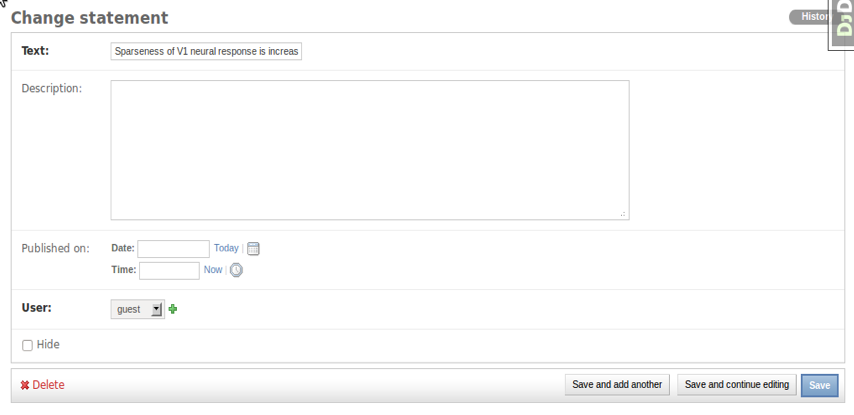 Change statement
History
Text: Sparseness of V1 neural response is increas
Description:
Published on: Date: Today |
Time: Now |
User: guest
Hide
Delete Save and add another Save and continue editing Save